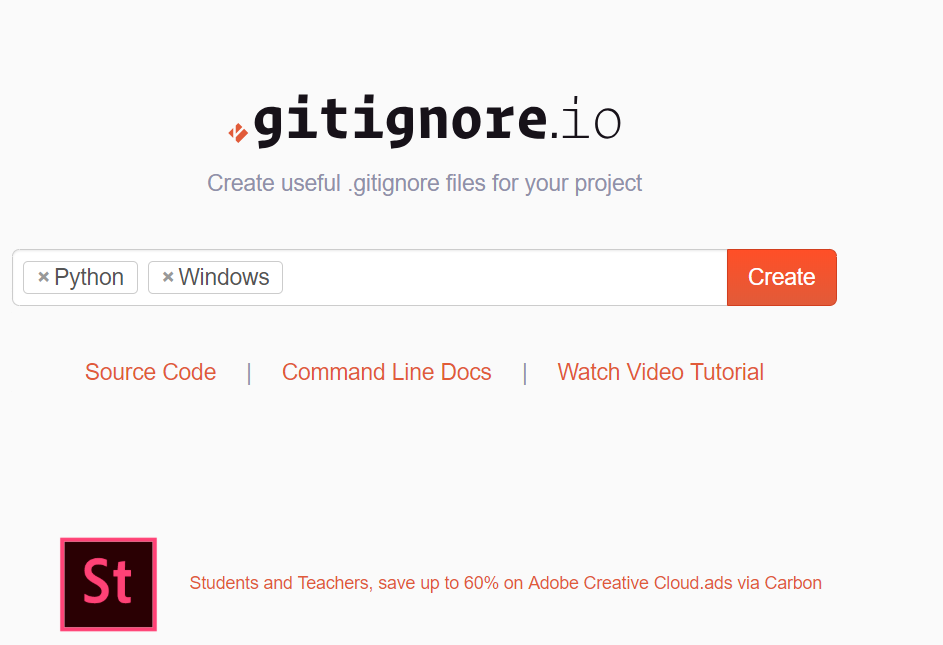 .gitignore.io
Create useful .gitignore files for your project
× Python × Windows Create
Source Code | Command Line Docs | Watch Video Tutorial
St
Students and Teachers, save up to 60% on Adobe Creative Cloud.ads via Carbon